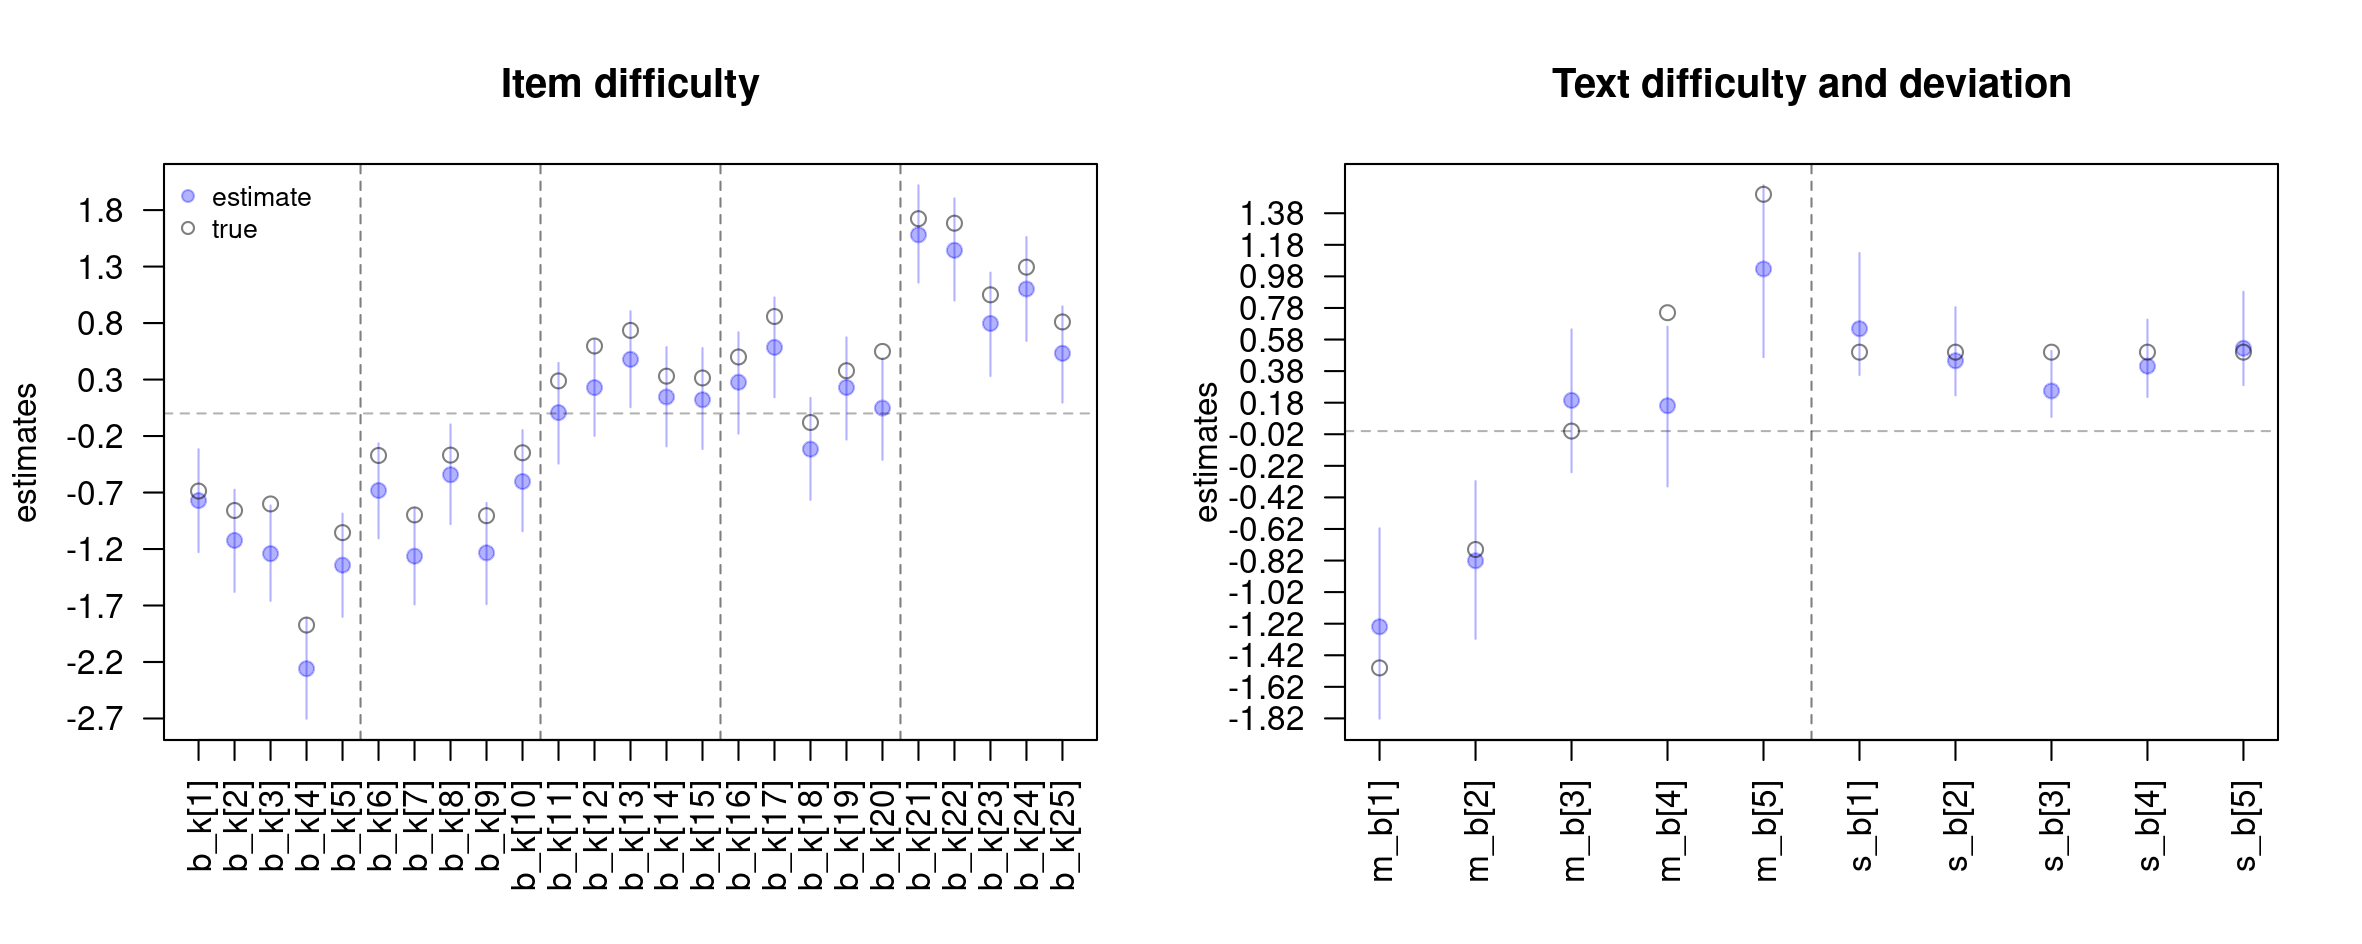 Item difficulty
estimate
true
estimates
1.8
1.3
0.8
0.3
-0.2
-0.7
-1.2
-1.7
-2.2
-2.7
b_k[1]
b_k[2]
b_k[3]
b_k[4]
b_k[5]
b_k[6]
b_k[7]
b_k[8]
b_k[9]
b_k[10]
b_k[11]
b_k[12]
b_k[13]
b_k[14]
b_k[15]
b_k[16]
b_k[17]
b_k[18]
b_k[19]
b_k[20]
b_k[21]
b_k[22]
b_k[23]
b_k[24]
b_k[25]
Text difficulty and deviation
estimates
1.38
1.18
0.98
0.78
0.58
0.38
0.18
-0.02
-0.22
-0.42
-0.62
-0.82
-1.02
-1.22
-1.42
-1.62
-1.82
m_b[1]
m_b[2]
m_b[3]
m_b[4]
m_b[5]
s_b[1]
s_b[2]
s_b[3]
s_b[4]
s_b[5]